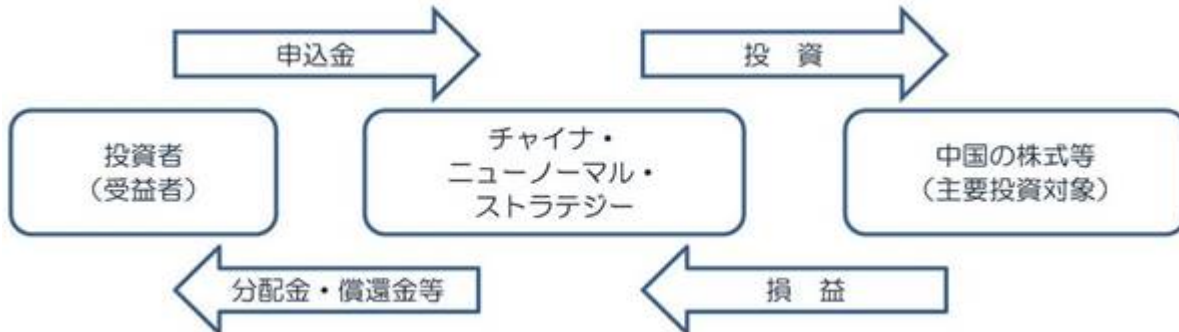 申込金
投　資
投資者
（受益者）
チャイナ・
ニューノーマル・
ストラテジー
中国の株式等
（主要投資対象）
分配金・償還金等
損　益